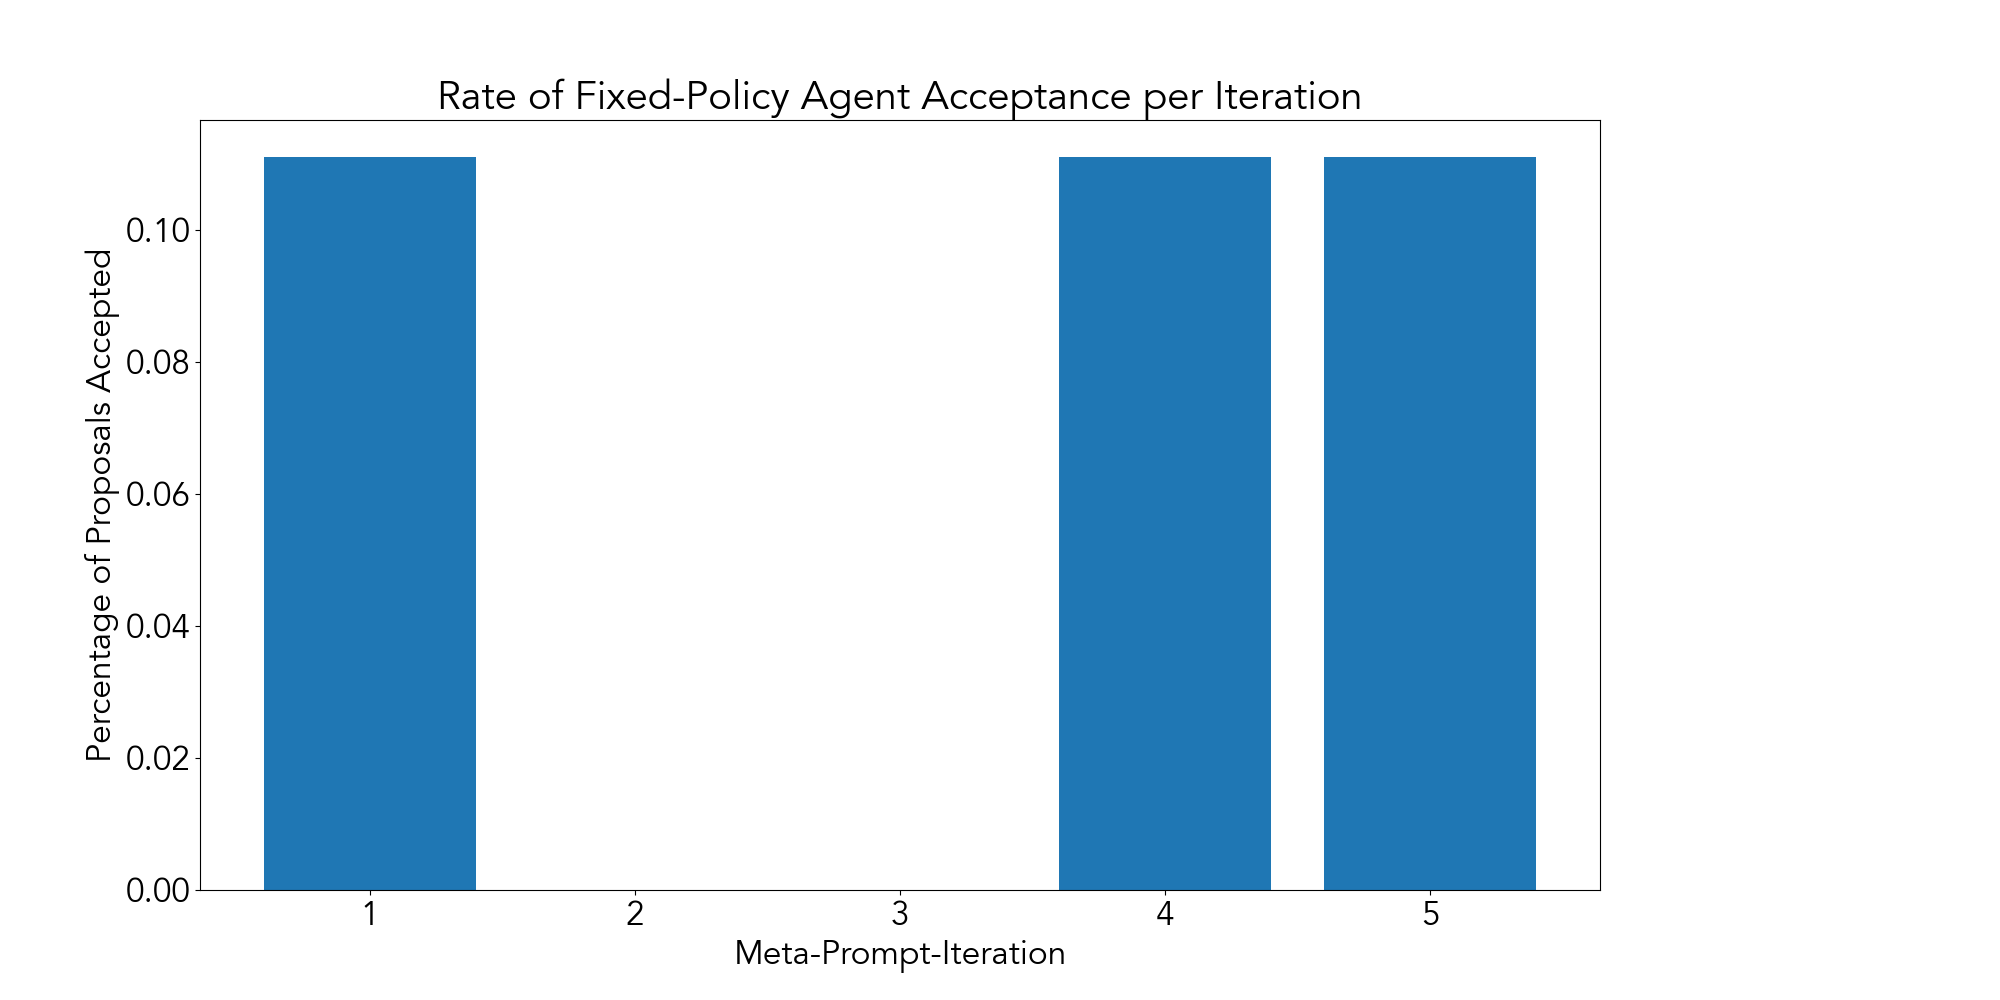 Rate of Fixed-Policy Agent Acceptance per Iteration
Percentage of Proposals Accepted
0.10
0.08
0.06
0.04
0.02
0.00
1 2 3 4 5
Meta-Prompt-Iteration